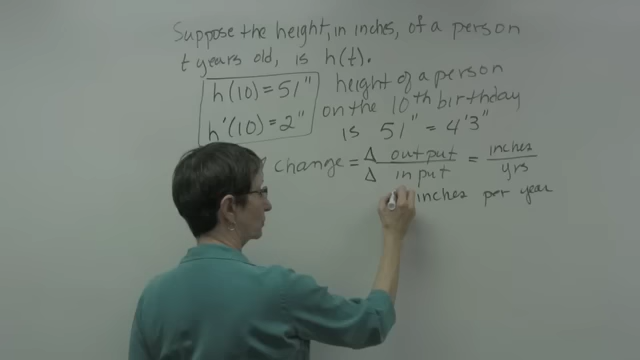 Suppose the height, in inches, of a person
t years old, is h(t).
h(10) = 51" height of a person
on the 10th birthday
h'(10) = 2" is 51" = 4'3"
change = Δ output / Δ input = inches / yrs
inches per year